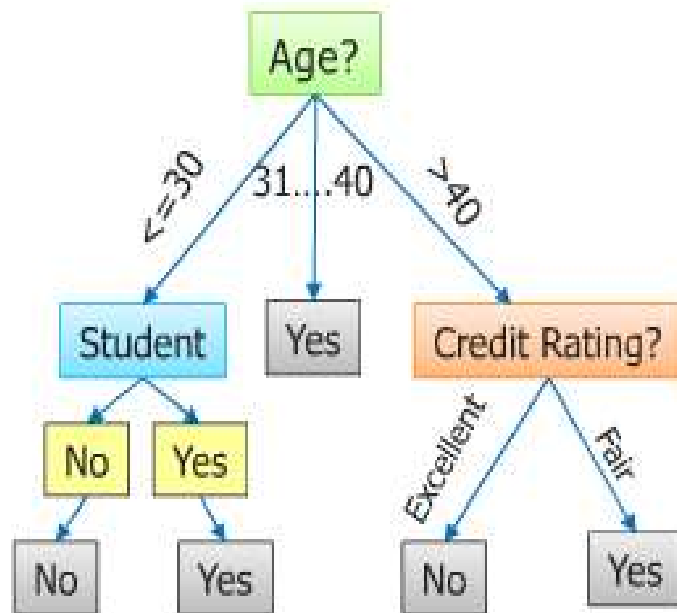 Age?
<=30
31....40
>40
Student
Yes
Credit Rating?
No
Yes
Excellent
Fair
No
Yes
No
Yes